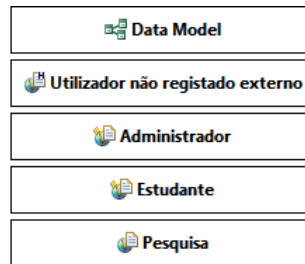 Data Model
Utilizador não registado externo
Administrador
Estudante
Pesquisa